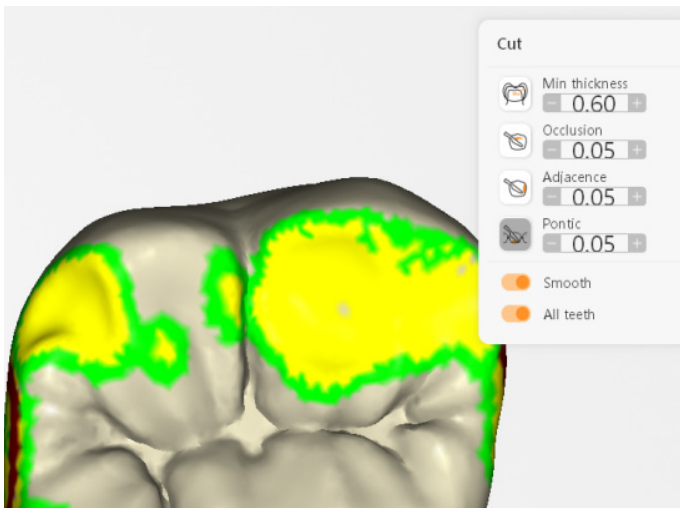 Cut
Min thickness
− 0.60 +
Occlusion
− 0.05 +
Adjacence
− 0.05 +
Pontic
− 0.05 +
Smooth
All teeth